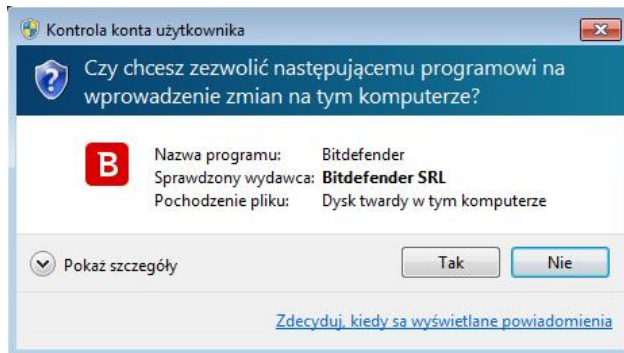 Kontrola konta użytkownika
Czy chcesz zezwolić następującemu programowi na
wprowadzenie zmian na tym komputerze?
B
Nazwa programu: Bitdefender
Sprawdzony wydawca: Bitdefender SRL
Pochodzenie pliku: Dysk twardy w tym komputerze
Pokaż szczegóły
Tak
Nie
Zdecyduj, kiedy sa wyświetlane powiadomienia